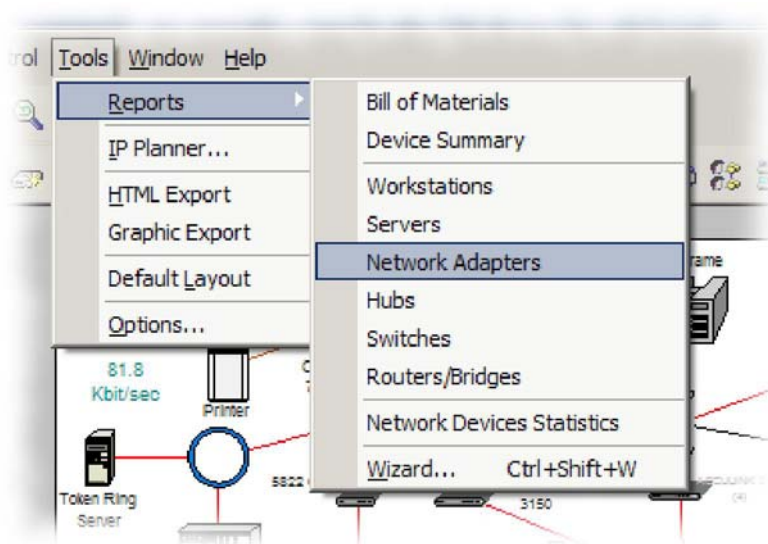 Tools Window Help
Reports
IP Planner...
HTML Export
Graphic Export
Default Layout
Options...
Bill of Materials
Device Summary
Workstations
Servers
Network Adapters
Hubs
Switches
Routers/Bridges
Network Devices Statistics
Wizard... Ctrl+Shift+W
81.8
Kbit/sec
Printer
Token Ring
Server
5822
3150
(4)